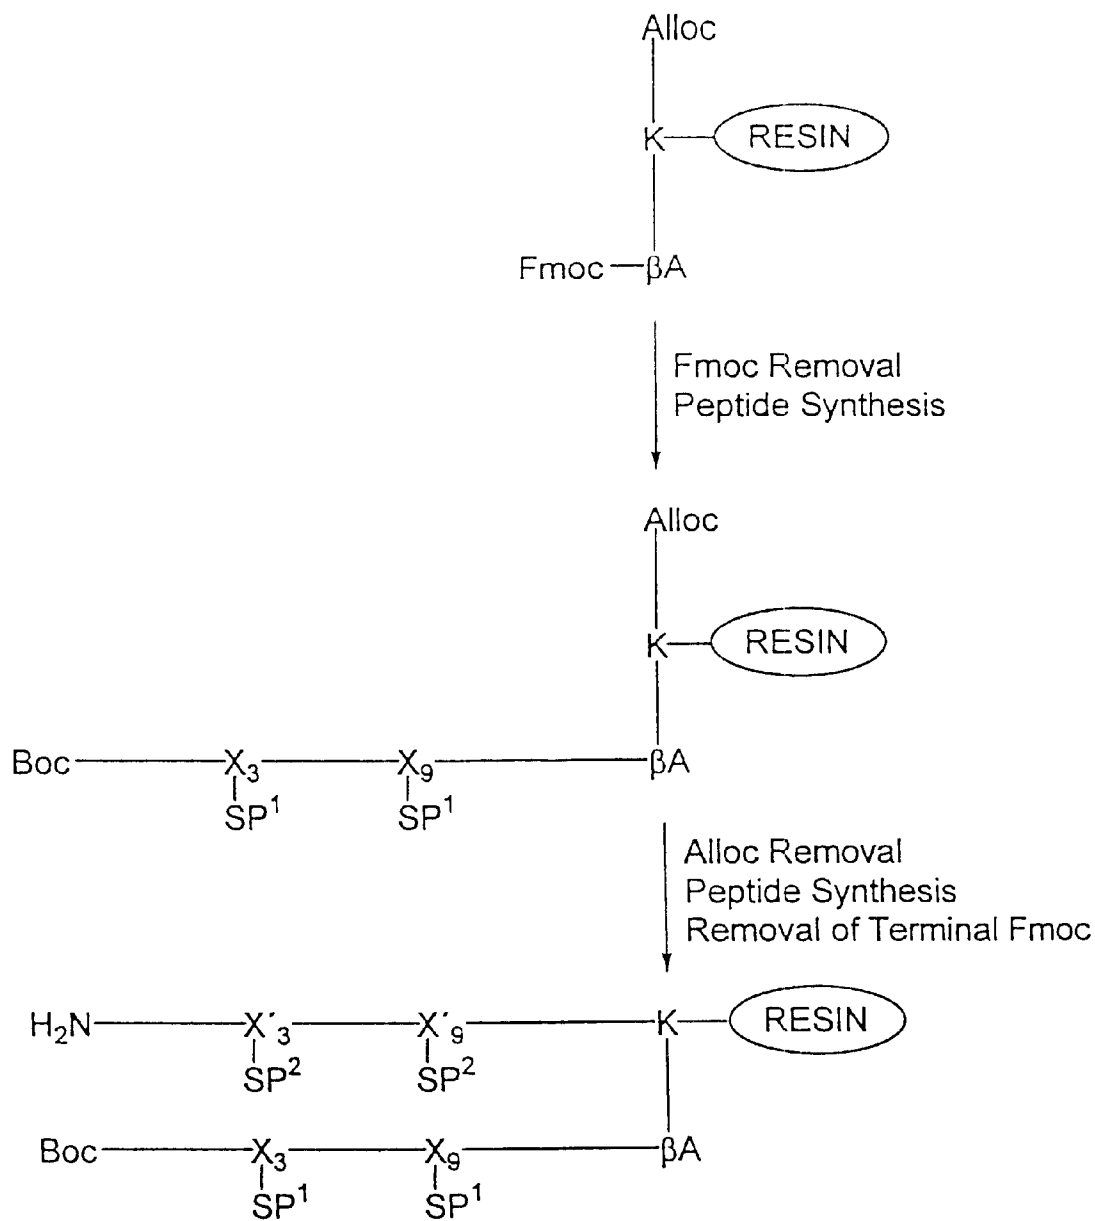 Alloc
K RESIN
Fmoc βA
Fmoc Removal
Peptide Synthesis
Alloc
K RESIN
Boc X₃ X₉ βA
SP¹ SP¹
Alloc Removal
Peptide Synthesis
Removal of Terminal Fmoc
H₂N X´₃ X´₉ K RESIN
SP² SP²
Boc X₃ X₉ βA
SP¹ SP¹